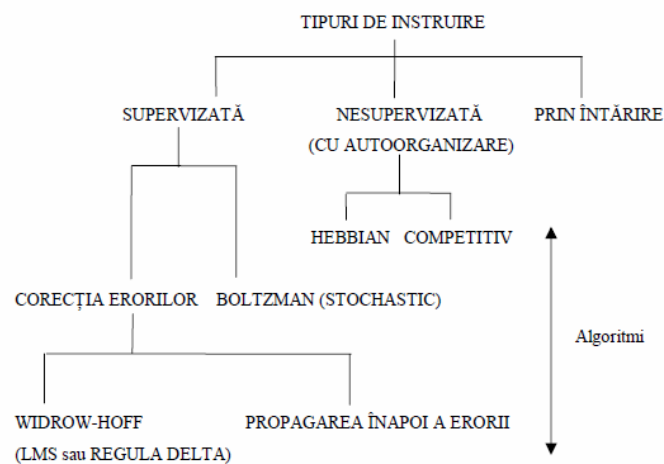 TIPURI DE INSTRUIRE
SUPERVIZATĂ
NESUPERVIZATĂ
(CU AUTOORGANIZARE)
PRIN ÎNTĂRIRE
HEBBIAN
COMPETITIV
CORECȚIA ERORILOR
BOLTZMAN (STOCHASTIC)
Algoritmi
WIDROW-HOFF
(LMS sau REGULA DELTA)
PROPAGAREA ÎNAPOI A ERORII